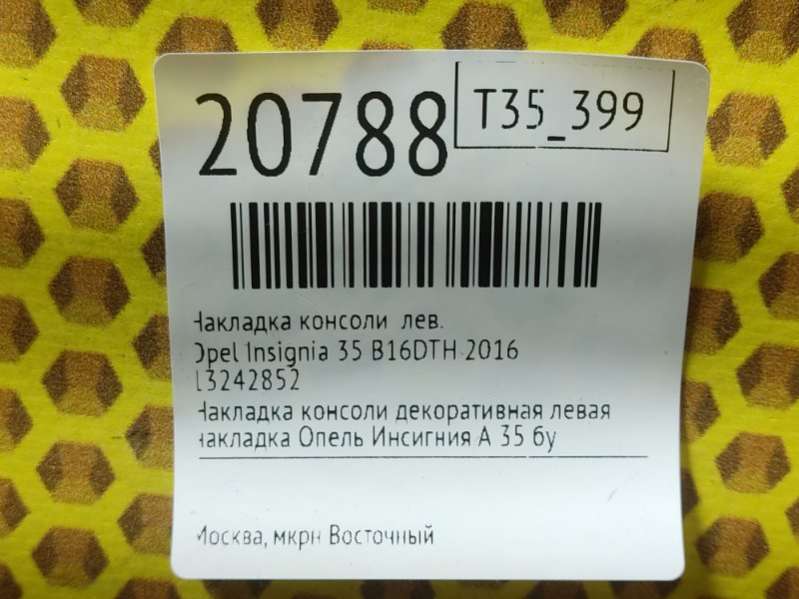 20788
T35_399
Накладка консоли лев.
Opel Insignia 35 B16DTH 2016
13242852
Накладка консоли декоративная левая
накладка Опель Инсигния А 35 бу
Москва, мкрн Восточный